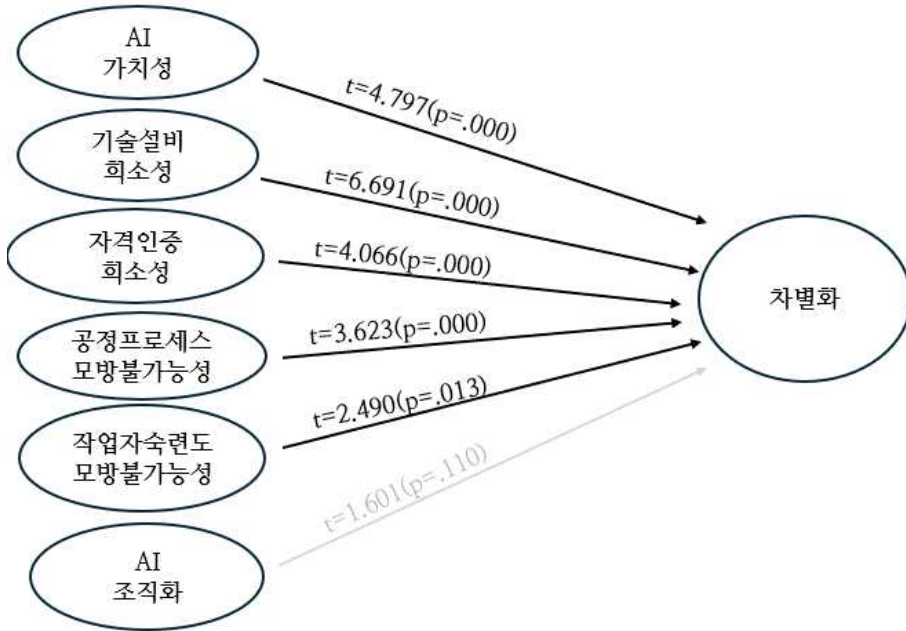 AI
가치성
t=4.797(p=.000)
기술설비
희소성
t=6.691(p=.000)
자격인증
희소성
t=4.066(p=.000)
차별화
공정프로세스
모방불가능성
t=3.623(p=.000)
작업자숙련도
모방불가능성
t=2.490(p=.013)
AI
조직화
t=1.601(p=.110)